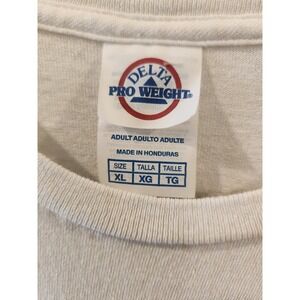 DELTA
PRO WEIGHT®
ADULT ADULTO ADULTE
MADE IN HONDURAS
SIZE TALLA TAILLE
XL XG TG